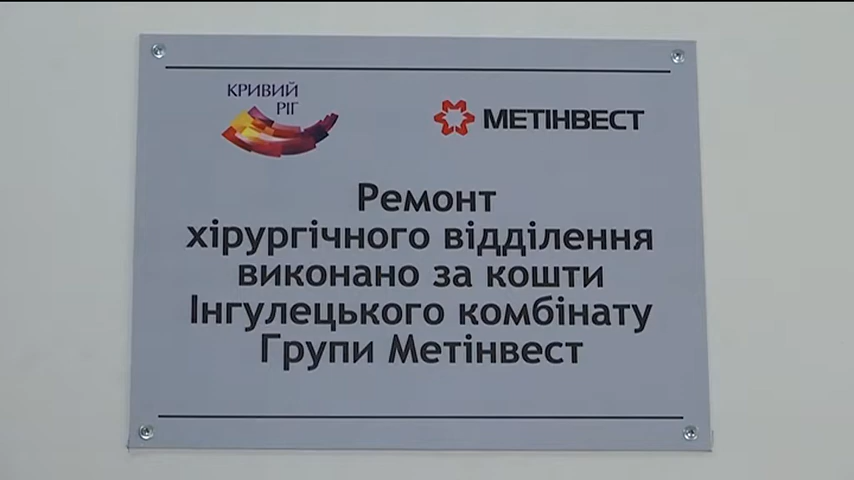 КРИВИЙ
РІГ
МЕТІНВЕСТ
Ремонт
хірургічного відділення
виконано за кошти
Інгулецького комбінату
Групи Метінвест